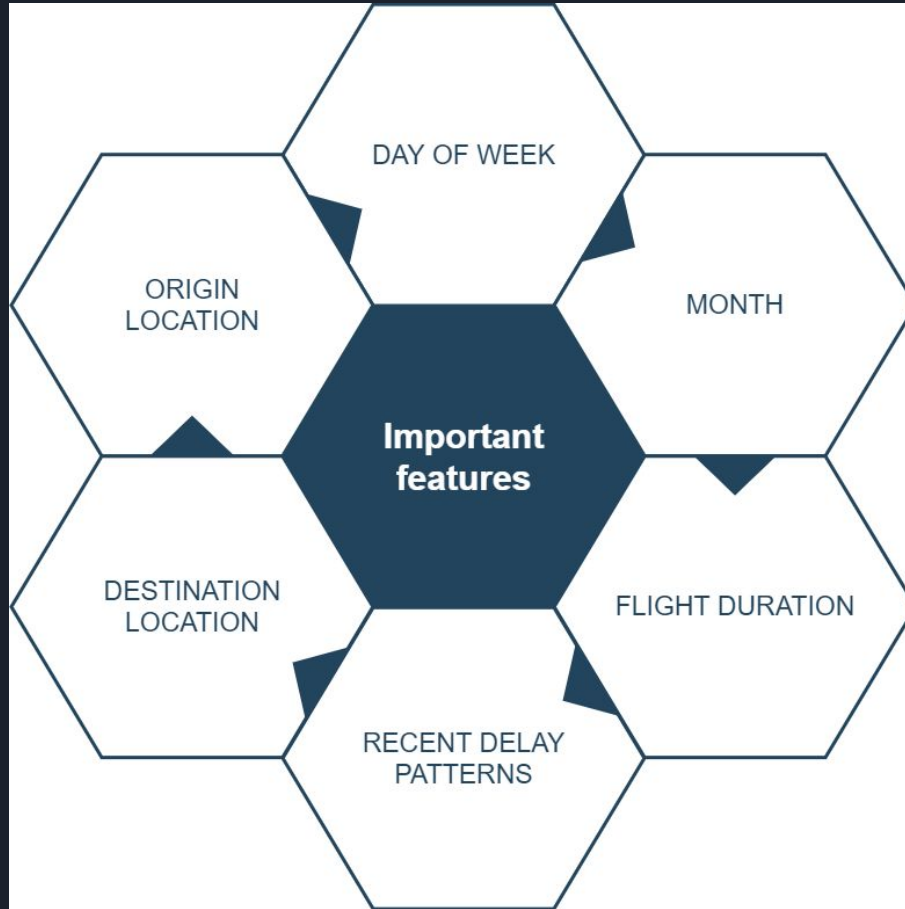 DAY OF WEEK
ORIGIN
LOCATION
MONTH
Important
features
DESTINATION
LOCATION
FLIGHT DURATION
RECENT DELAY
PATTERNS